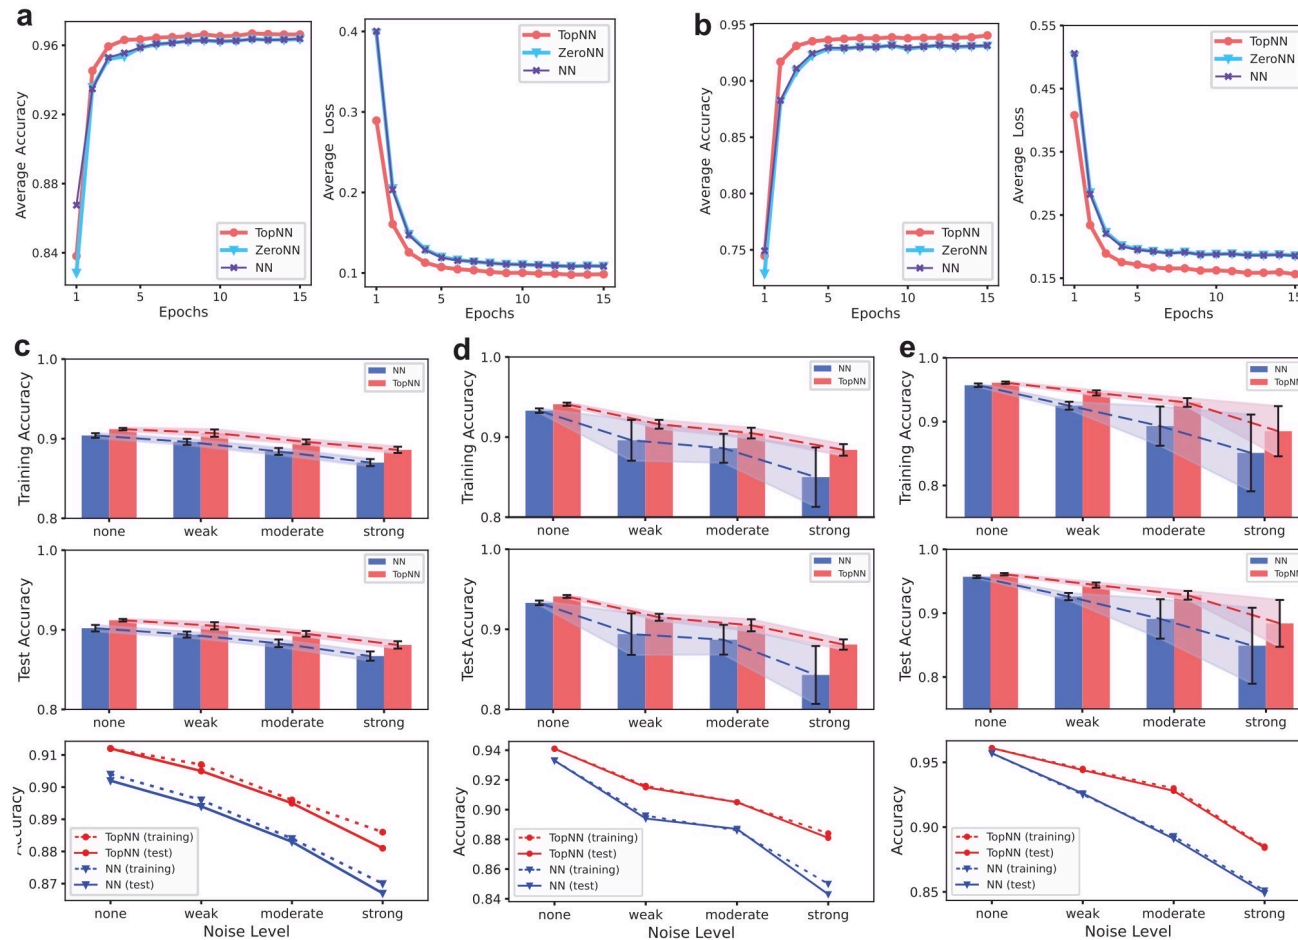 a
0.96
0.92
0.88
0.84
Average Accuracy
TopNN
ZeroNN
NN
1
5
10
15
Epochs
0.4
0.3
0.2
0.1
Average Loss
TopNN
ZeroNN
NN
1
5
10
15
Epochs
b
0.95
0.90
0.85
0.80
0.75
Average Accuracy
TopNN
ZeroNN
NN
1
5
10
15
Epochs
0.55
0.45
0.35
0.25
0.15
Average Loss
TopNN
ZeroNN
NN
1
5
10
15
Epochs
c
1.0
0.9
0.8
Training Accuracy
NN
TopNN
none
weak
moderate
strong
1.0
0.9
0.8
Test Accuracy
NN
TopNN
none
weak
moderate
strong
0.91
0.90
0.89
0.88
0.87
Accuracy
TopNN (training)
TopNN (test)
NN (training)
NN (test)
none
weak
moderate
strong
Noise Level
d
1.0
0.9
0.8
Training Accuracy
NN
TopNN
none
weak
moderate
strong
1.0
0.9
0.8
Test Accuracy
NN
TopNN
none
weak
moderate
strong
0.94
0.92
0.90
0.88
0.86
0.84
Accuracy
TopNN (training)
TopNN (test)
NN (training)
NN (test)
none
weak
moderate
strong
Noise Level
e
1.0
0.9
0.8
Training Accuracy
NN
TopNN
none
weak
moderate
strong
1.0
0.9
0.8
Test Accuracy
NN
TopNN
none
weak
moderate
strong
0.95
0.90
0.85
Accuracy
TopNN (training)
TopNN (test)
NN (training)
NN (test)
none
weak
moderate
strong
Noise Level